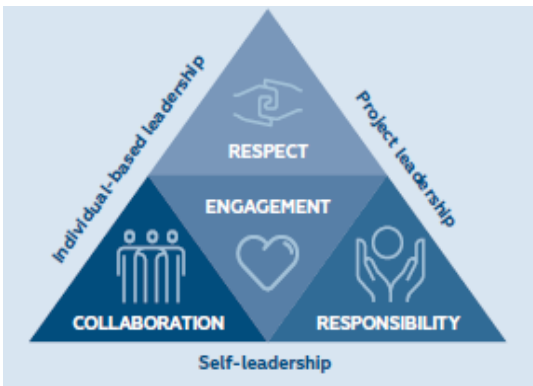 Individual-based leadership
Project leadership
RESPECT
ENGAGEMENT
COLLABORATION
RESPONSIBILITY
Self-leadership